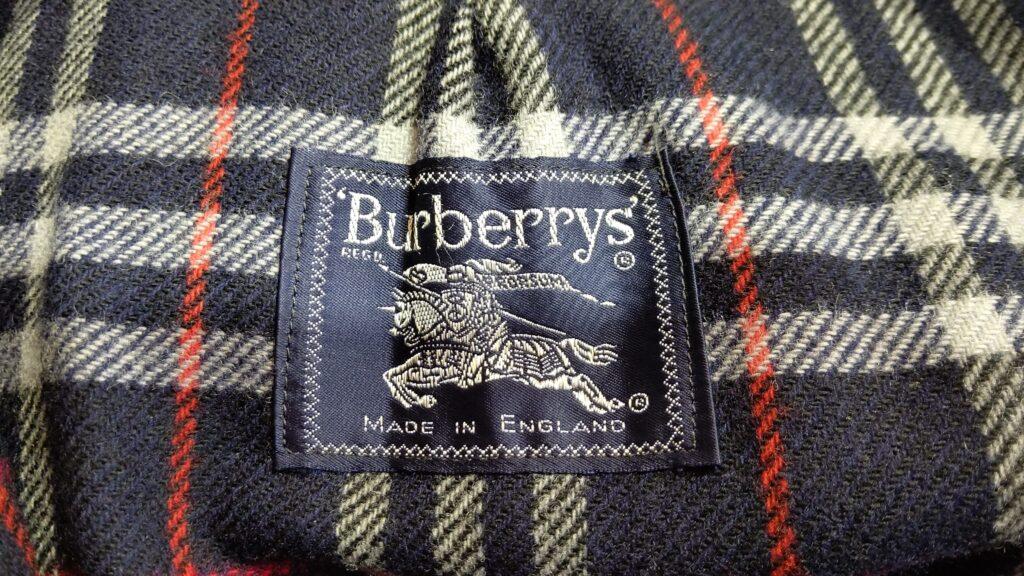 'Burberrys'
REGD.
©
PRORSUM
©
MADE IN ENGLAND